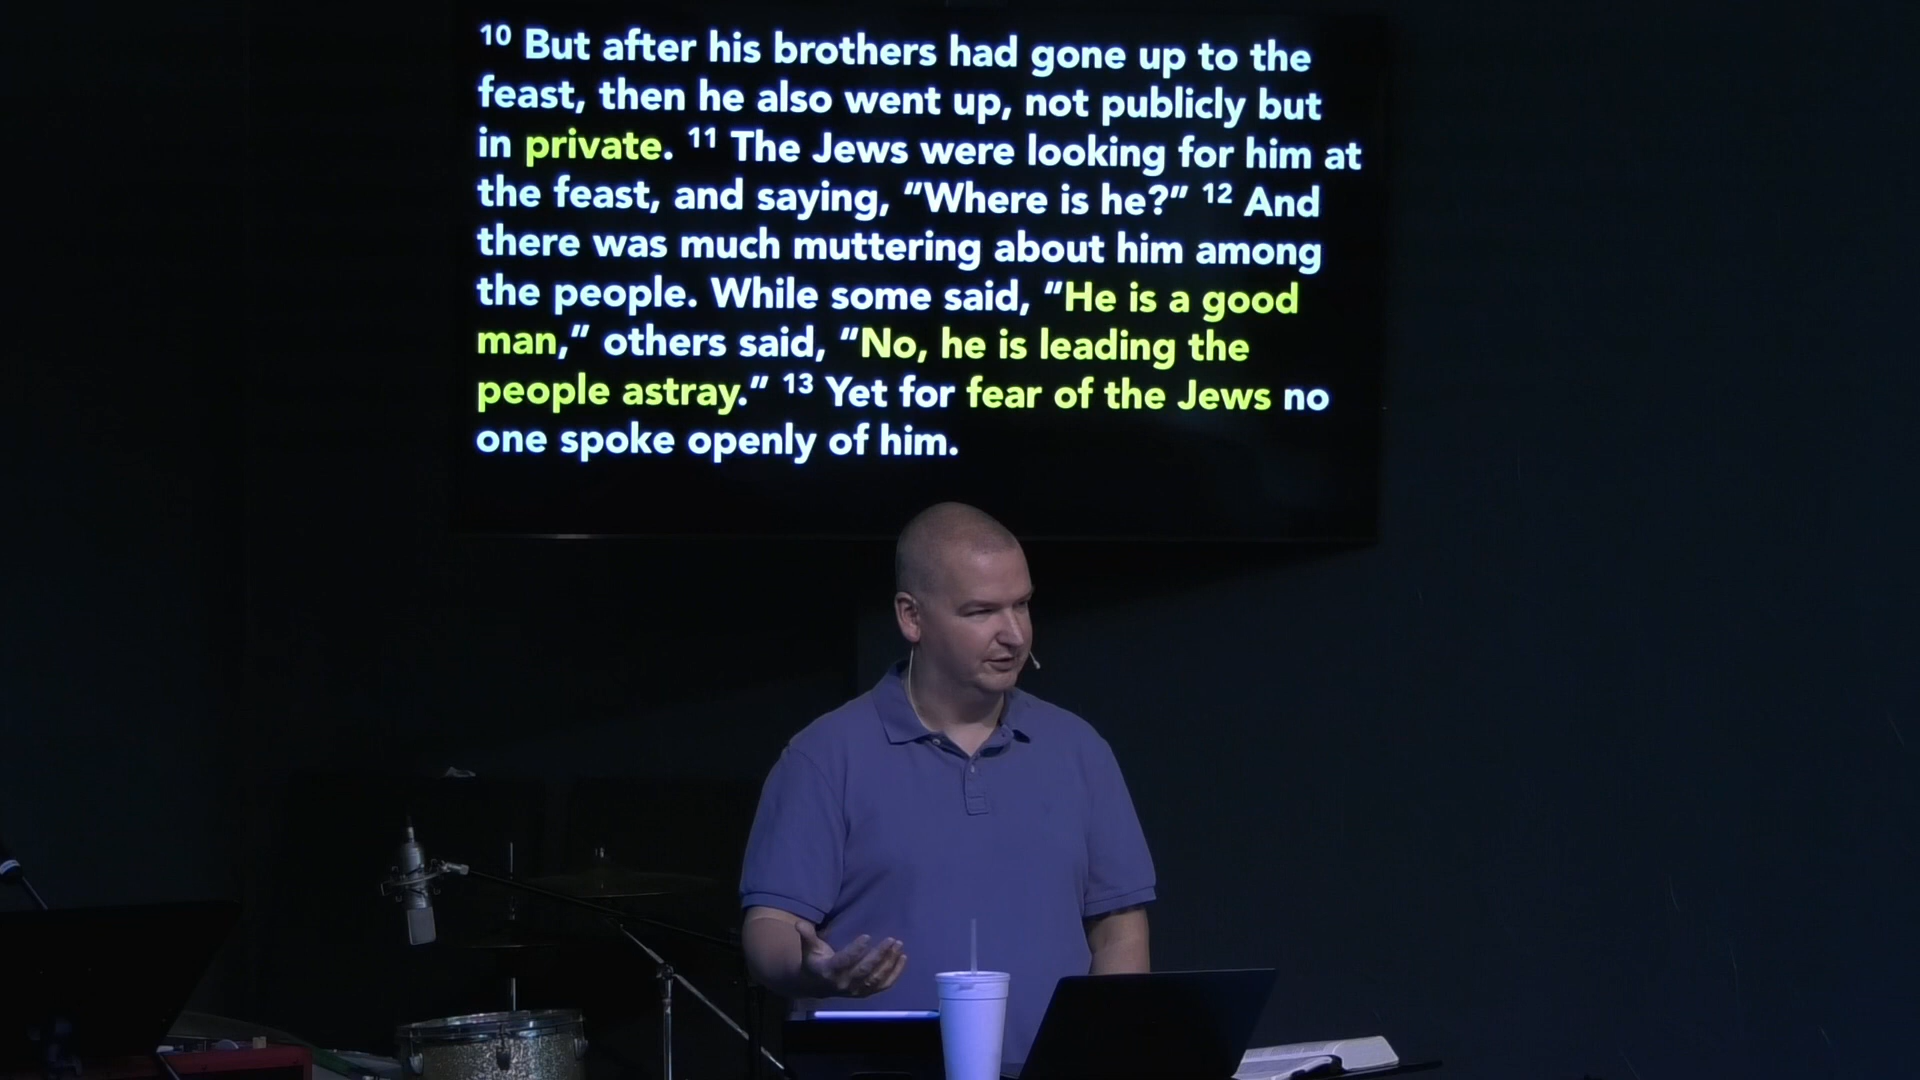 10 But after his brothers had gone up to the
feast, then he also went up, not publicly but
in private. 11 The Jews were looking for him at
the feast, and saying, "Where is he?" 12 And
there was much muttering about him among
the people. While some said, "He is a good
man," others said, "No, he is leading the
people astray." 13 Yet for fear of the Jews no
one spoke openly of him.